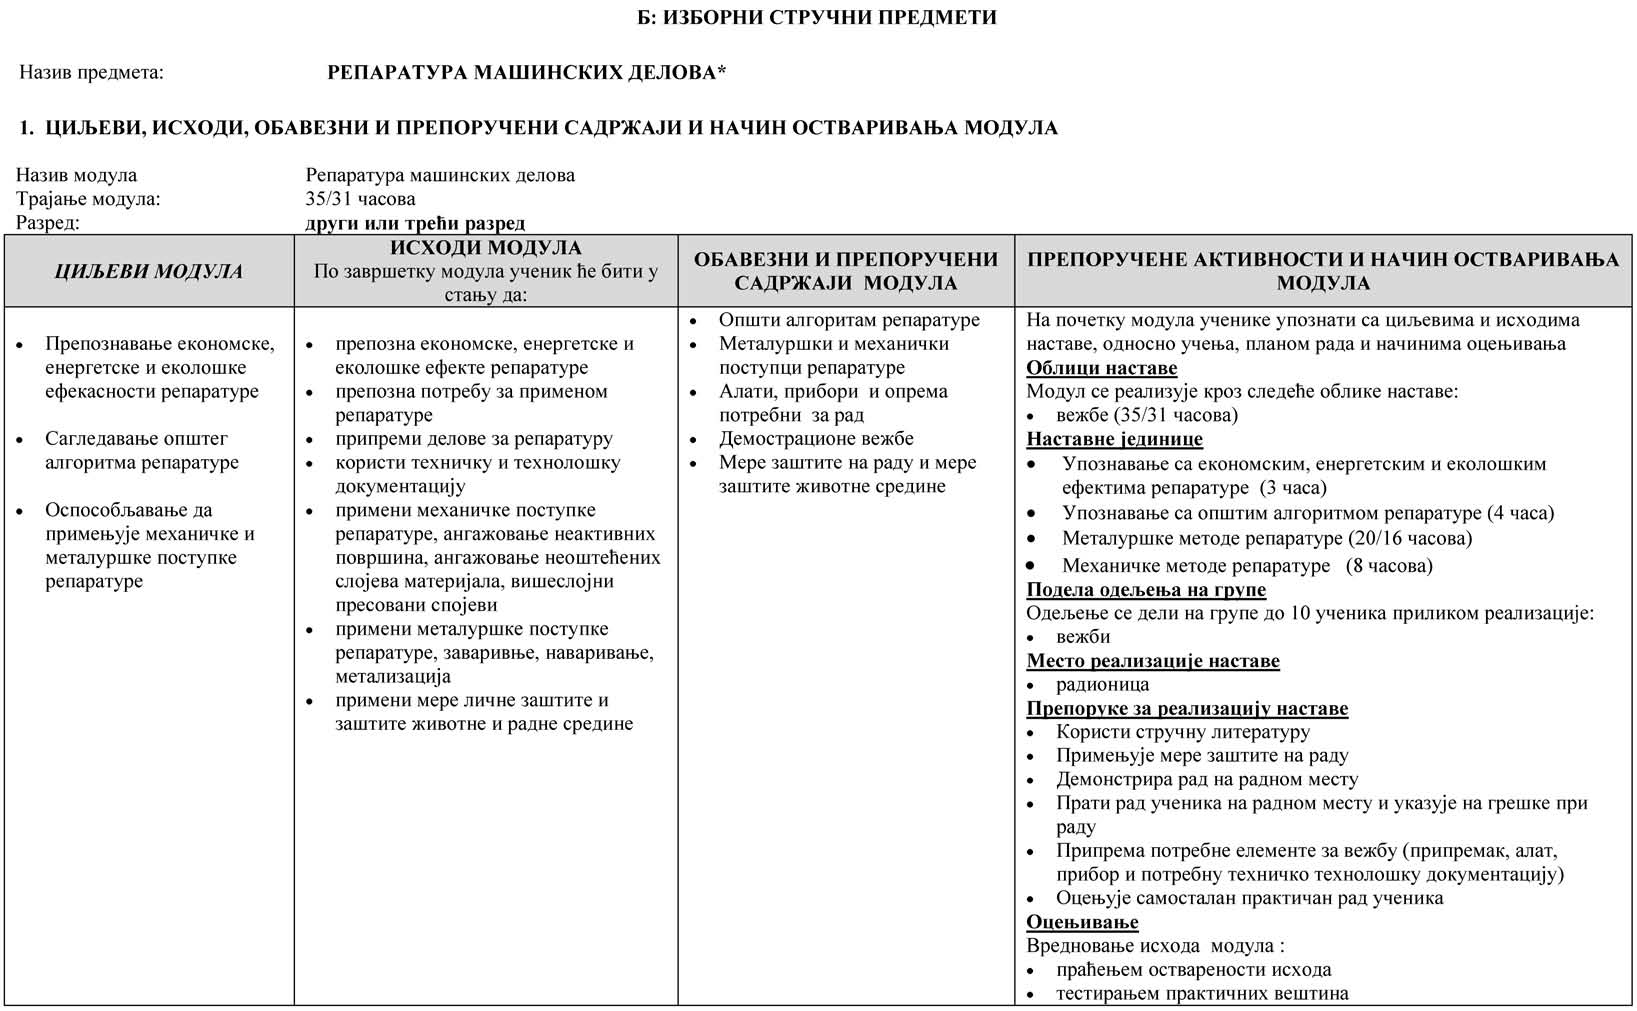 Б: ИЗБОРНИ СТРУЧНИ ПРЕДМЕТИ
Назив предмета: РЕПАРАТУРА МАШИНСКИХ ДЕЛОВА*
1. ЦИЉЕВИ, ИСХОДИ, ОБАВЕЗНИ И ПРЕПОРУЧЕНИ САДРЖАЈИ И НАЧИН ОСТВАРИВАЊА МОДУЛА
Назив модула Репаратура машинских делова
Трајање модула: 35/31 часова
Разред: други или трећи разред
ЦИЉЕВИ МОДУЛА
ИСХОДИ МОДУЛА
По завршетку модула ученик ће бити у
стању да:
ОБАВЕЗНИ И ПРЕПОРУЧЕНИ
САДРЖАЈИ МОДУЛА
ПРЕПОРУЧЕНЕ АКТИВНОСТИ И НАЧИН ОСТВАРИВАЊА
МОДУЛА
• Препознавање економске,
енергетске и еколошке
ефекасности репаратуре
• Сагледавање општег
алгоритма репаратуре
• Оспособљавање да
примењује механичке и
металуршке поступке
репаратуре
• препозна економске, енергетске и
еколошке ефекте репаратуре
• препозна потребу за применом
репаратуре
• припреми делове за репаратуру
• користи техничку и технолошку
документацију
• примени механичке поступке
репаратуре, ангажовање неактивних
површина, ангажовање неоштећених
слојева материјала, вишеслојни
пресовани спојеви
• примени металуршке поступке
репаратуре, заваривње, наваривање,
метализација
• примени мере личне заштите и
заштите животне и радне средине
• Општи алгоритам репаратуре
• Металуршки и механички
поступци репаратуре
• Алати, прибори и опрема
потребни за рад
• Демострационе вежбе
• Мере заштите на раду и мере
заштите животне средине
На почетку модула ученике упознати са циљевима и исходима
наставе, односно учења, планом рада и начинима оцењивања
Облици наставе
Модул се реализује кроз следеће облике наставе:
• вежбе (35/31 часова)
Наставне јединице
• Упознавање са економским, енергетским и еколошким
ефектима репаратуре (3 часа)
• Упознавање са општим алгоритмом репаратуре (4 часа)
• Металуршке методе репаратуре (20/16 часова)
• Механичке методе репаратуре (8 часова)
Подела одељења на групе
Одељење се дели на групе до 10 ученика приликом реализације:
• вежби
Место реализације наставе
• радионица
Препоруке за реализацију наставе
• Користи стручну литературу
• Примењује мере заштите на раду
• Демонстрира рад на радном месту
• Прати рад ученика на радном месту и указује на грешке при
раду
• Припрема потребне елементе за вежбу (припремак, алат,
прибор и потребну техничко технолошку документацију)
• Оцењује самосталан практичан рад ученика
Оцењивање
Вредновање исхода модула :
• праћењем остварености исхода
• тестирањем практичних вештина